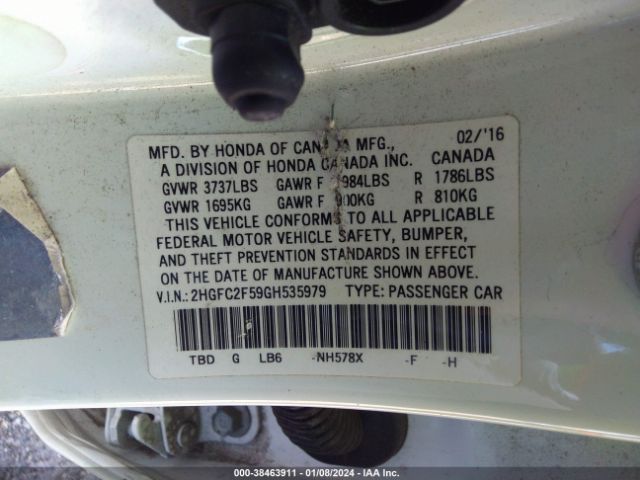 MFD. BY HONDA OF CANADA MFG., 02/'16
A DIVISION OF HONDA CANADA INC. CANADA
GVWR 3737LBS GAWR F 984LBS R 1786LBS
GVWR 1695KG GAWR F 00KG R 810KG
THIS VEHICLE CONFORMS TO ALL APPLICABLE
FEDERAL MOTOR VEHICLE SAFETY, BUMPER,
AND THEFT PREVENTION STANDARDS IN EFFECT
ON THE DATE OF MANUFACTURE SHOWN ABOVE.
V.I.N.: 2HGFC2F59GH535979 TYPE: PASSENGER CAR
TBD G LB6 -NH578X -F -H
000-38463911 - 01/08/2024 - IAA Inc.